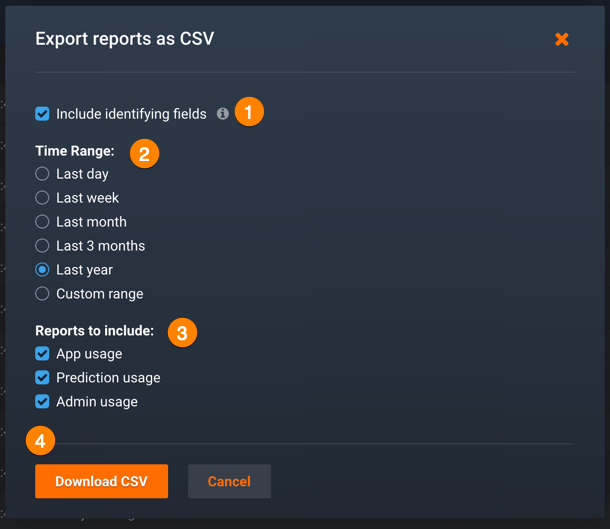 Export reports as CSV
Include identifying fields 1
Time Range: 2
Last day
Last week
Last month
Last 3 months
Last year
Custom range
Reports to include: 3
App usage
Prediction usage
Admin usage
4
Download CSV Cancel